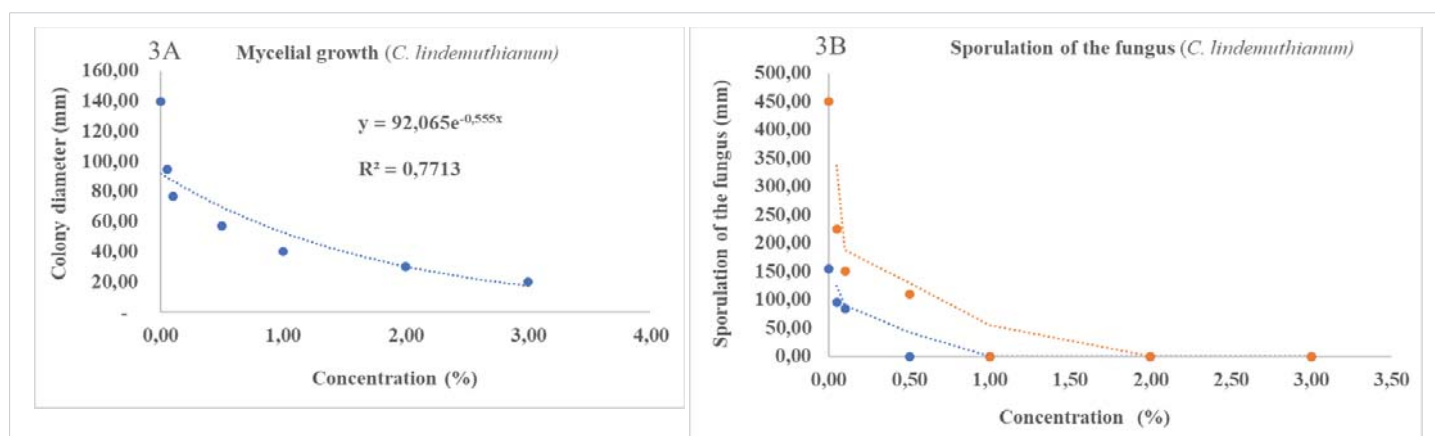 3A
Mycelial growth (C. lindemuthianum)
160,00
140,00
120,00
100,00
80,00
60,00
40,00
20,00
-
Colony diameter (mm)
y = 92,065e^-0,555x
R² = 0,7713
0,00 1,00 2,00 3,00 4,00
Concentration (%)
3B
Sporulation of the fungus (C. lindemuthianum)
500,00
450,00
400,00
350,00
300,00
250,00
200,00
150,00
100,00
50,00
0,00
Sporulation of the fungus (mm)
0,00 0,50 1,00 1,50 2,00 2,50 3,00 3,50
Concentration (%)